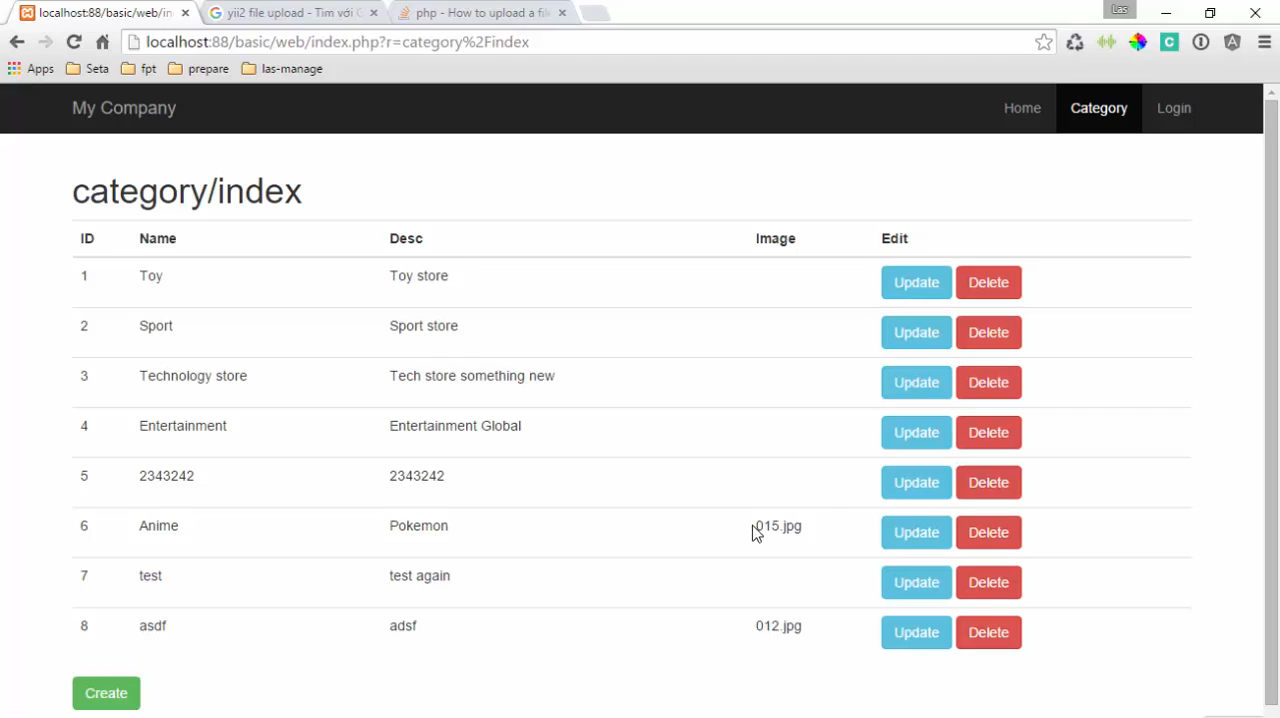 localhost:88/basic/web/in
yii2 file upload - Tìm với G
php - How to upload a fil
Las
localhost:88/basic/web/index.php?r=category%2Findex
Apps Seta fpt prepare las-manage
My Company Home Category Login
category/index
ID Name Desc Image Edit
1 Toy Toy store Update Delete
2 Sport Sport store Update Delete
3 Technology store Tech store something new Update Delete
4 Entertainment Entertainment Global Update Delete
5 2343242 2343242 Update Delete
6 Anime Pokemon 015.jpg Update Delete
7 test test again Update Delete
8 asdf adsf 012.jpg Update Delete
Create